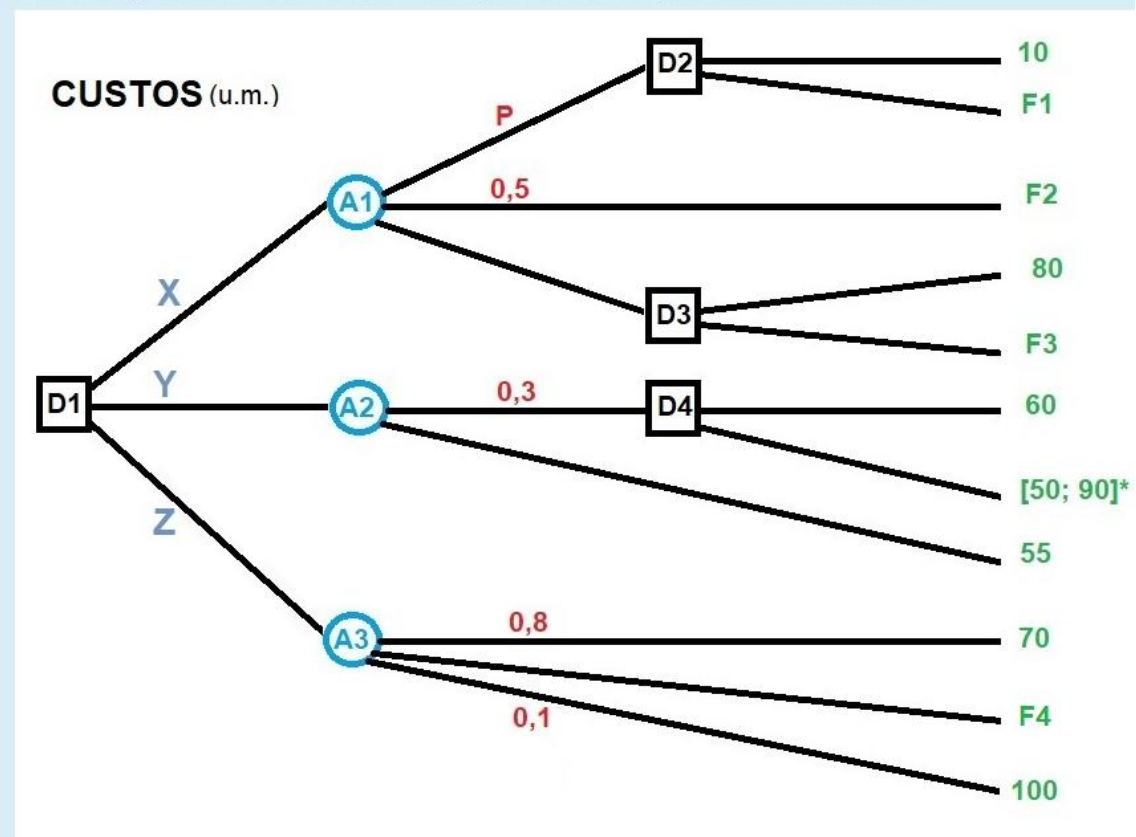 D2
10
CUSTOS (u.m.)
F1
P
A1
0,5
F2
X
80
D3
F3
D1
Y
A2
0,3
D4
60
Z
[50; 90]*
55
A3
0,8
70
0,1
F4
100